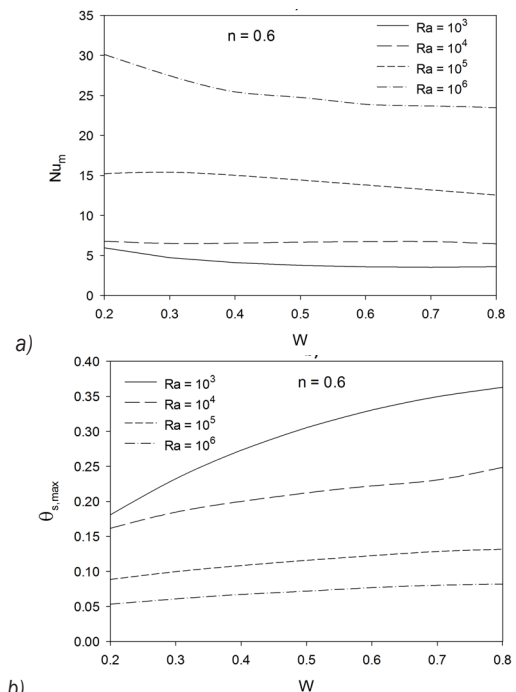 n = 0.6
Ra = 10³
Ra = 10⁴
Ra = 10⁵
Ra = 10⁶
35
30
25
20
15
10
5
0
Nuₘ
0.2 0.3 0.4 0.5 0.6 0.7 0.8
W
a)
n = 0.6
Ra = 10³
Ra = 10⁴
Ra = 10⁵
Ra = 10⁶
0.40
0.35
0.30
0.25
0.20
0.15
0.10
0.05
0.00
θs,max
0.2 0.3 0.4 0.5 0.6 0.7 0.8
W
b)